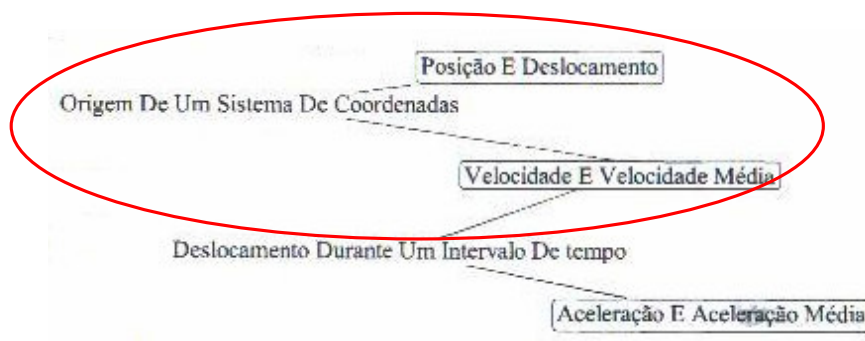 Posição E Deslocamento
Origem De Um Sistema De Coordenadas
Velocidade E Velocidade Média
Deslocamento Durante Um Intervalo De tempo
Aceleração E Aceleração Média